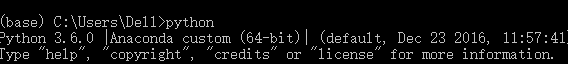 (base) C:\Users\Dell>python
Python 3.6.0 |Anaconda custom (64-bit)| (default, Dec 23 2016, 11:57:41)
Type "help", "copyright", "credits" or "license" for more information.